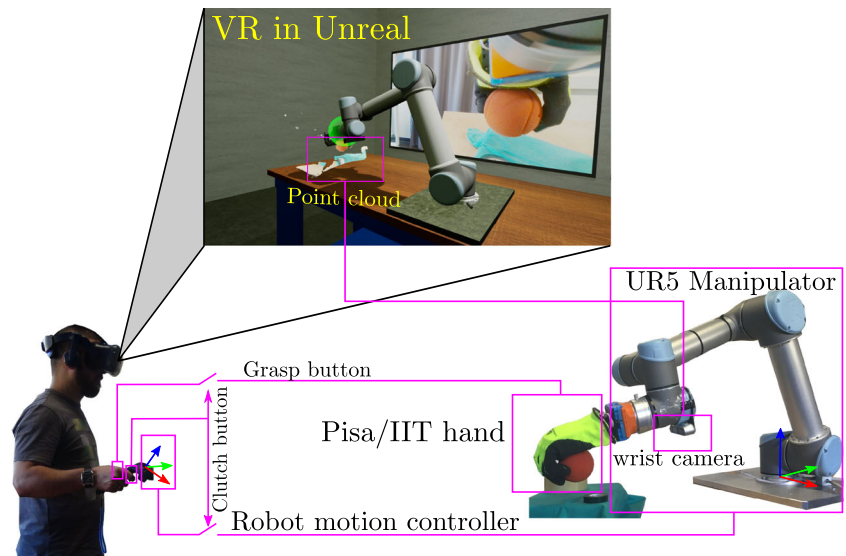 VR in Unreal
Point cloud
UR5 Manipulator
Grasp button
Clutch button
Pisa/IIT hand
wrist camera
Robot motion controller